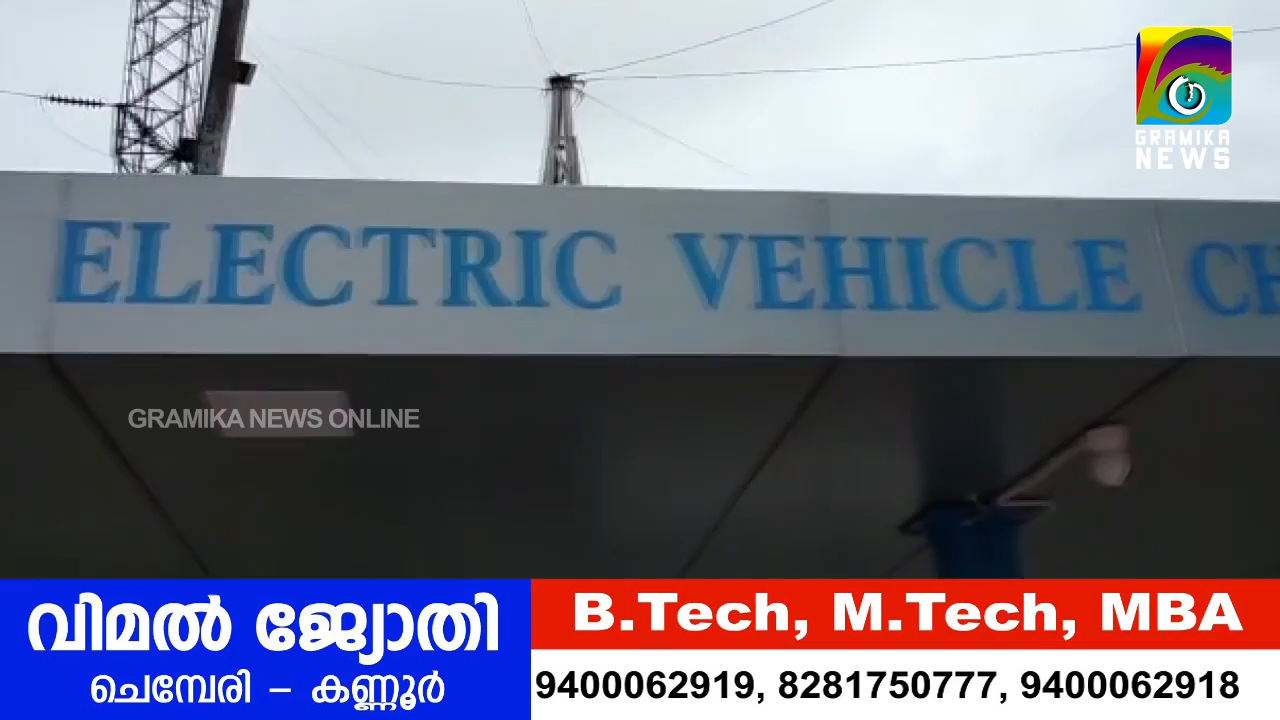 GRAMIKA
NEWS
ELECTRIC VEHICLE CH
GRAMIKA NEWS ONLINE
വിമൽ ജ്യോതി
ചെമ്പേരി – കണ്ണൂർ
B.Tech, M.Tech, MBA
9400062919, 8281750777, 9400062918